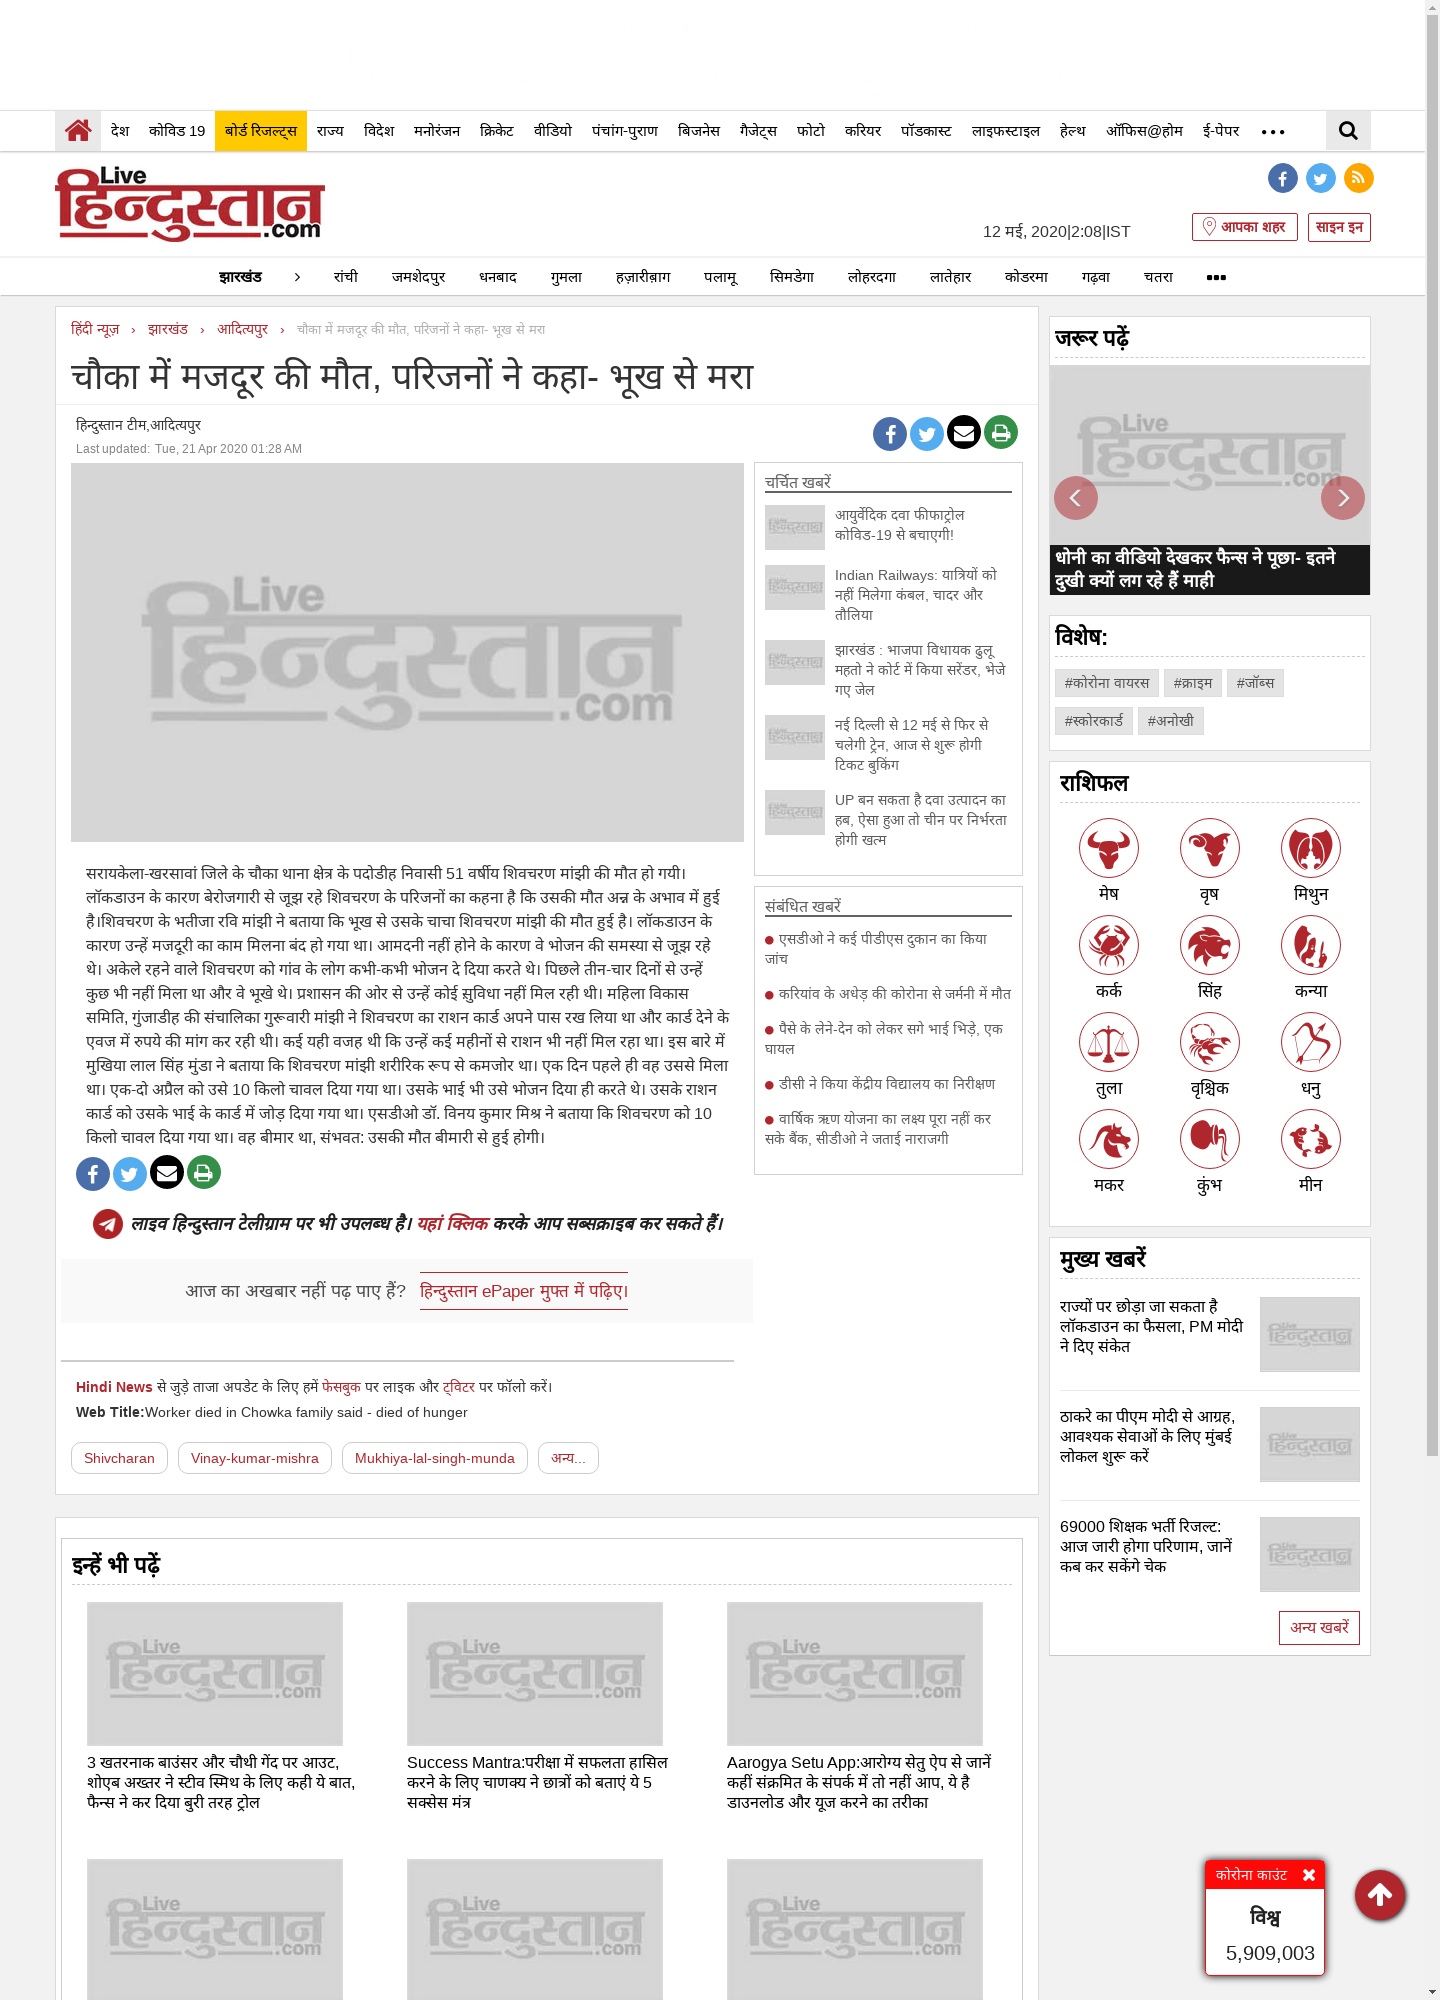 देश कोविड 19 बोर्ड रिजल्ट्स राज्य विदेश मनोरंजन क्रिकेट वीडियो पंचांग-पुराण बिजनेस गैजेट्स फोटो करियर पॉडकास्ट लाइफस्टाइल हेल्थ ऑफिस@होम ई-पेपर
Live
हिन्दुस्तान
.com
12 मई, 2020|2:08|IST
आपका शहर
साइन इन
झारखंड रांची जमशेदपुर धनबाद गुमला हज़ारीब़ाग पलामू सिमडेगा लोहरदगा लातेहार कोडरमा गढ़वा चतरा
हिंदी न्यूज़ › झारखंड › आदित्यपुर › चौका में मजदूर की मौत, परिजनों ने कहा- भूख से मरा
चौका में मजदूर की मौत, परिजनों ने कहा- भूख से मरा
हिन्दुस्तान टीम,आदित्यपुर
Last updated: Tue, 21 Apr 2020 01:28 AM
Live
हिन्दुस्तान
.com
सरायकेला-खरसावां जिले के चौका थाना क्षेत्र के पदोडीह निवासी 51 वर्षीय शिवचरण मांझी की मौत हो गयी।
लॉकडाउन के कारण बेरोजगारी से जूझ रहे शिवचरण के परिजनों का कहना है कि उसकी मौत अन्न के अभाव में हुई
है।शिवचरण के भतीजा रवि मांझी ने बताया कि भूख से उसके चाचा शिवचरण मांझी की मौत हुई है। लॉकडाउन के
कारण उन्हें मजदूरी का काम मिलना बंद हो गया था। आमदनी नहीं होने के कारण वे भोजन की समस्या से जूझ रहे
थे। अकेले रहने वाले शिवचरण को गांव के लोग कभी-कभी भोजन दे दिया करते थे। पिछले तीन-चार दिनों से उन्हें
कुछ भी नहीं मिला था और वे भूखे थे। प्रशासन की ओर से उन्हें कोई सु़विधा नहीं मिल रही थी। महिला विकास
समिति, गुंजाडीह की संचालिका गुरूवारी मांझी ने शिवचरण का राशन कार्ड अपने पास रख लिया था और कार्ड देने के
एवज में रुपये की मांग कर रही थी। कई यही वजह थी कि उन्हें कई महीनों से राशन भी नहीं मिल रहा था। इस बारे में
मुखिया लाल सिंह मुंडा ने बताया कि शिवचरण मांझी शरीरिक रूप से कमजोर था। एक दिन पहले ही वह उससे मिला
था। एक-दो अप्रैल को उसे 10 किलो चावल दिया गया था। उसके भाई भी उसे भोजन दिया ही करते थे। उसके राशन
कार्ड को उसके भाई के कार्ड में जोड़ दिया गया था। एसडीओ डॉ. विनय कुमार मिश्र ने बताया कि शिवचरण को 10
किलो चावल दिया गया था। वह बीमार था, संभवत: उसकी मौत बीमारी से हुई होगी।
लाइव हिन्दुस्तान टेलीग्राम पर भी उपलब्ध है। यहां क्लिक करके आप सब्सक्राइब कर सकते हैं।
आज का अखबार नहीं पढ़ पाए हैं? हिन्दुस्तान ePaper मुफ्त में पढ़िए।
Hindi News से जुड़े ताजा अपडेट के लिए हमें फेसबुक पर लाइक और ट्विटर पर फॉलो करें।
Web Title:Worker died in Chowka family said - died of hunger
Shivcharan Vinay-kumar-mishra Mukhiya-lal-singh-munda अन्य...
चर्चित खबरें
आयुर्वेदिक दवा फीफाट्रोल
कोविड-19 से बचाएगी!
Indian Railways: यात्रियों को
नहीं मिलेगा कंबल, चादर और
तौलिया
झारखंड : भाजपा विधायक ढुलू
महतो ने कोर्ट में किया सरेंडर, भेजे
गए जेल
नई दिल्ली से 12 मई से फिर से
चलेगी ट्रेन, आज से शुरू होगी
टिकट बुकिंग
UP बन सकता है दवा उत्पादन का
हब, ऐसा हुआ तो चीन पर निर्भरता
होगी खत्म
संबंधित खबरें
एसडीओ ने कई पीडीएस दुकान का किया
जांच
करियांव के अधेड़ की कोरोना से जर्मनी में मौत
पैसे के लेने-देन को लेकर सगे भाई भिड़े, एक
घायल
डीसी ने किया केंद्रीय विद्यालय का निरीक्षण
वार्षिक ऋण योजना का लक्ष्य पूरा नहीं कर
सके बैंक, सीडीओ ने जताई नाराजगी
जरूर पढ़ें
हिन्दुस्तान
धोनी का वीडियो देखकर फैन्स ने पूछा- इतने
दुखी क्यों लग रहे हैं माही
विशेष:
#कोरोना वायरस #क्राइम #जॉब्स
#स्कोरकार्ड #अनोखी
राशिफल
मेष वृष मिथुन
कर्क सिंह कन्या
तुला वृश्चिक धनु
मकर कुंभ मीन
मुख्य खबरें
राज्यों पर छोड़ा जा सकता है
लॉकडाउन का फैसला, PM मोदी
ने दिए संकेत
ठाकरे का पीएम मोदी से आग्रह,
आवश्यक सेवाओं के लिए मुंबई
लोकल शुरू करें
69000 शिक्षक भर्ती रिजल्ट:
आज जारी होगा परिणाम, जानें
कब कर सकेंगे चेक
अन्य खबरें
इन्हें भी पढ़ें
Live
हिन्दुस्तान
.com
Live
हिन्दुस्तान
.com
Live
हिन्दुस्तान
.com
3 खतरनाक बाउंसर और चौथी गेंद पर आउट,
शोएब अख्तर ने स्टीव स्मिथ के लिए कही ये बात,
फैन्स ने कर दिया बुरी तरह ट्रोल
Success Mantra:परीक्षा में सफलता हासिल
करने के लिए चाणक्य ने छात्रों को बताएं ये 5
सक्सेस मंत्र
Aarogya Setu App:आरोग्य सेतु ऐप से जानें
कहीं संक्रमित के संपर्क में तो नहीं आप, ये है
डाउनलोड और यूज करने का तरीका
Live
हिन्दुस्तान
.com
Live
हिन्दुस्तान
.com
Live
हिन्दुस्तान
.com
कोरोना काउंट
विश्व
5,909,003